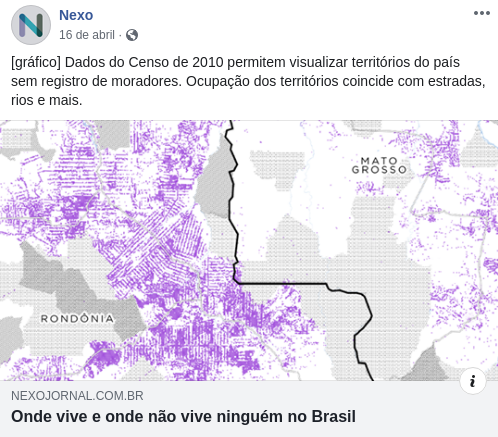 Nexo
16 de abril ·
[gráfico] Dados do Censo de 2010 permitem visualizar territórios do país
sem registro de moradores. Ocupação dos territórios coincide com estradas,
rios e mais.
MATO
GROSSO
RONDÔNIA
NEXOJORNAL.COM.BR
Onde vive e onde não vive ninguém no Brasil